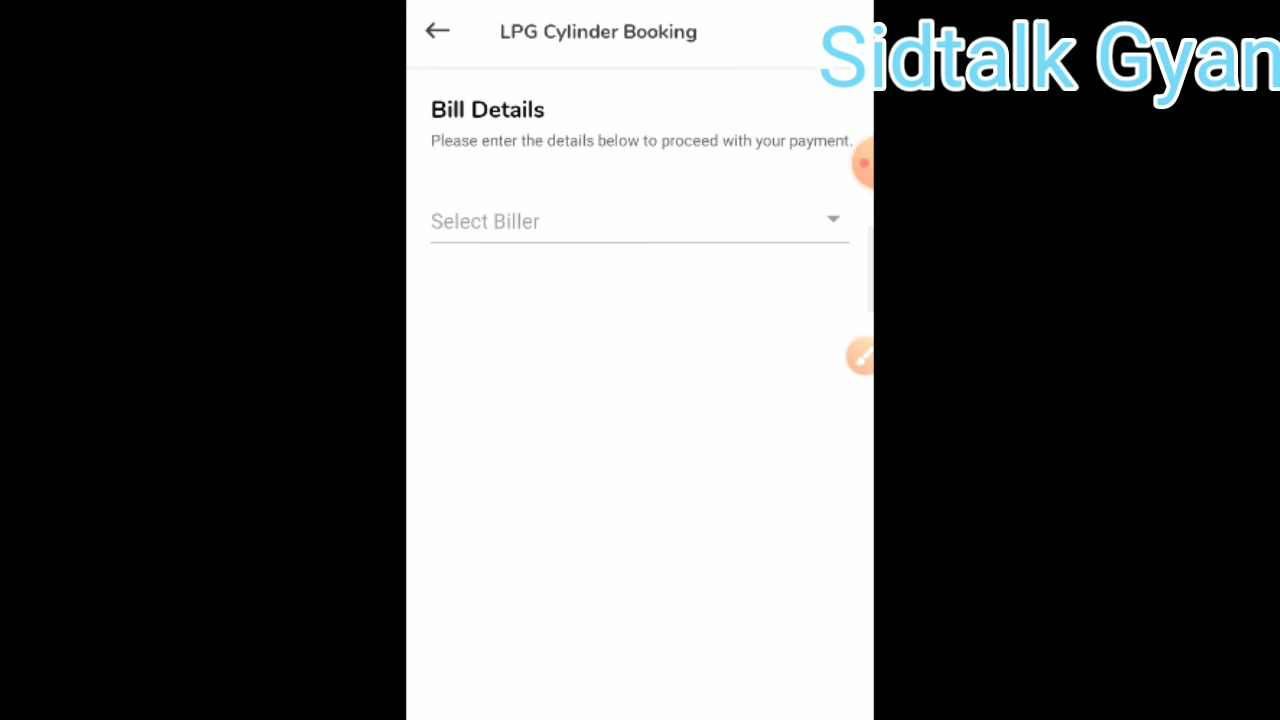 LPG Cylinder Booking
Sidtalk Gyan
Bill Details
Please enter the details below to proceed with your payment.
Select Biller